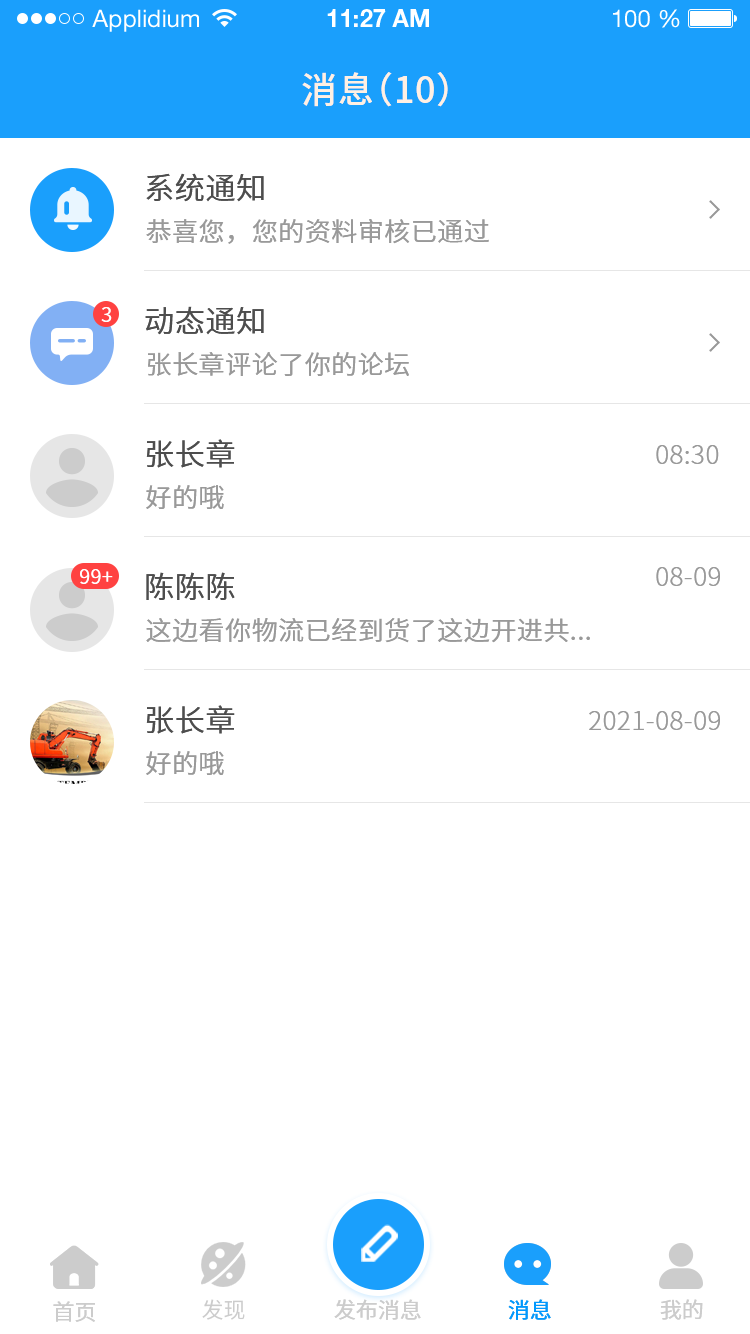 Applidium 11:27 AM 100 %
消息(10)
系统通知
恭喜您，您的资料审核已通过
3
动态通知
张长章评论了你的论坛
张长章 08:30
好的哦
99+
陈陈陈 08-09
这边看你物流已经到货了这边开进共...
张长章 2021-08-09
好的哦
首页 发现 发布消息 消息 我的